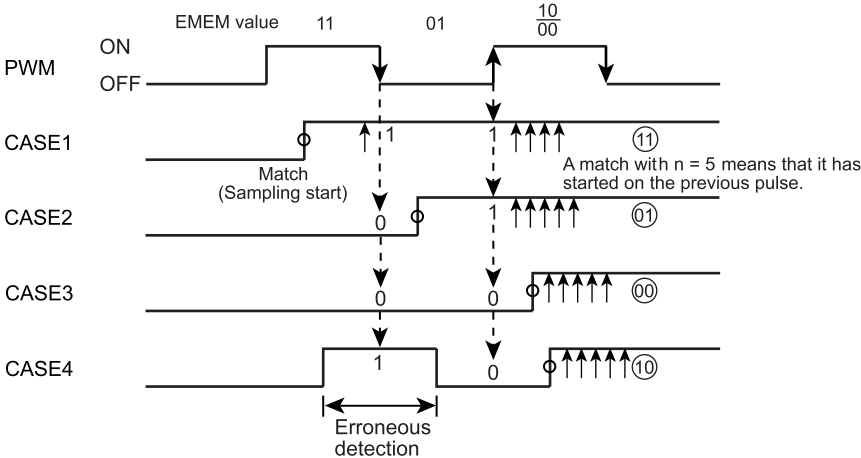 EMEM value 11 01 10
00
ON
PWM
OFF
CASE1 1 1 11
Match
(Sampling start)
A match with n = 5 means that it has
started on the previous pulse.
CASE2 0 1 01
CASE3 0 0 00
CASE4 1 0 10
Erroneous
detection